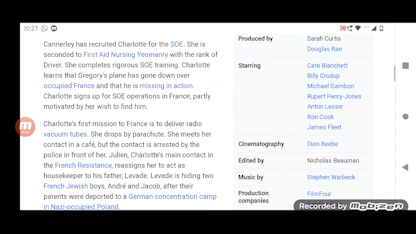 10:27
Cannerley has recruited Charlotte for the SOE. She is
seconded to First Aid Nursing Yeomanry with the rank of
Driver. She completes rigorous SOE training. Charlotte
learns that Gregory's plane has gone down over
occupied France and that he is missing in action.
Charlotte signs up for SOE operations in France, partly
motivated by her wish to find him.
Charlotte's first mission to France is to deliver radio
vacuum tubes. She drops by parachute. She meets her
contact in a café, but the contact is arrested by the
police in front of her. Julien, Charlotte's main contact in
the French Resistance, reassigns her to act as
housekeeper to his father, Levade. Levade is hiding two
French Jewish boys, André and Jacob, after their
parents were deported to a German concentration camp
in Nazi-occupied Poland.
Produced by Sarah Curtis
Douglas Rae
Starring Cate Blanchett
Billy Crudup
Michael Gambon
Rupert Penry-Jones
Anton Lesser
Ron Cook
James Fleet
Cinematography Dion Beebe
Edited by Nicholas Beauman
Music by Stephen Warbeck
Production companies FilmFour
Recorded by Mobizen